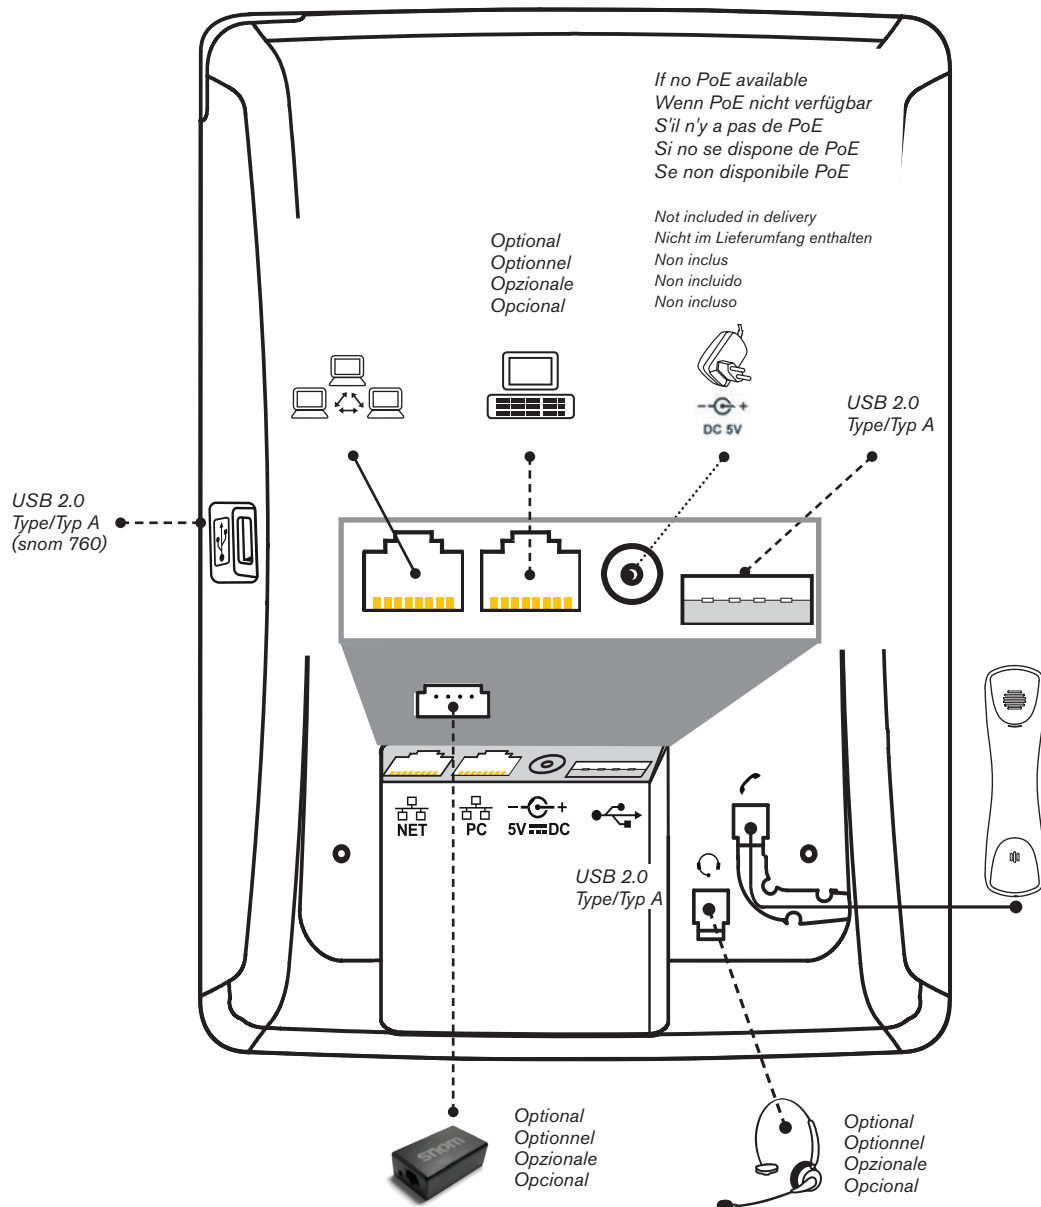 If no PoE available
Wenn PoE nicht verfügbar
S'il n'y a pas de PoE
Si no se dispone de PoE
Se non disponibile PoE
Not included in delivery
Nicht im Lieferumfang enthalten
Non inclus
Non incluido
Non incluso
Optional
Optionnel
Opzionale
Opcional
DC 5V
USB 2.0
Type/Typ A
USB 2.0
Type/Typ A
(snom 760)
NET
PC
5V DC
USB 2.0
Type/Typ A
snom
Optional
Optionnel
Opzionale
Opcional
Optional
Optionnel
Opzionale
Opcional